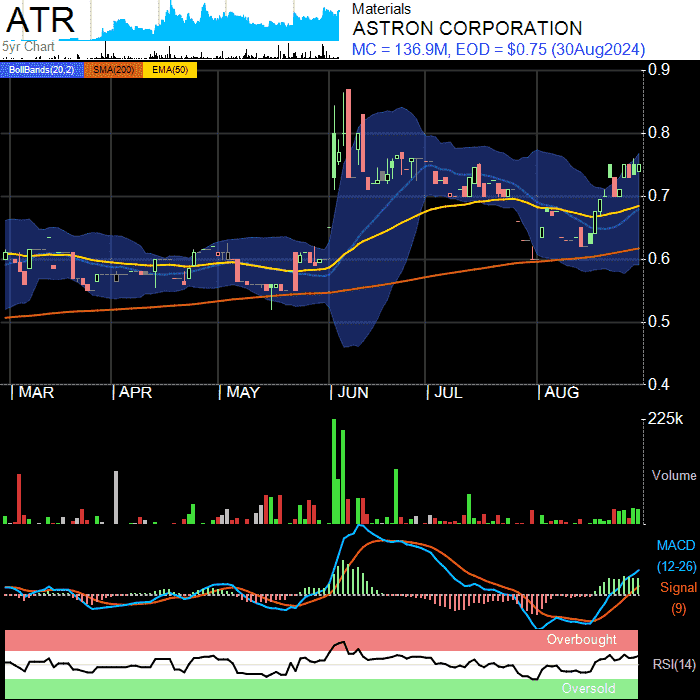 ATR
5yr Chart
Materials
ASTRON CORPORATION
MC = 136.9M, EOD = $0.75 (30Aug2024)
BollBands(20,2) SMA(200) EMA(50)
0.9
0.8
0.7
0.6
0.5
0.4
MAR APR MAY JUN JUL AUG
225k
Volume
MACD
(12-26)
Signal
(9)
Overbought
RSI(14)
Oversold